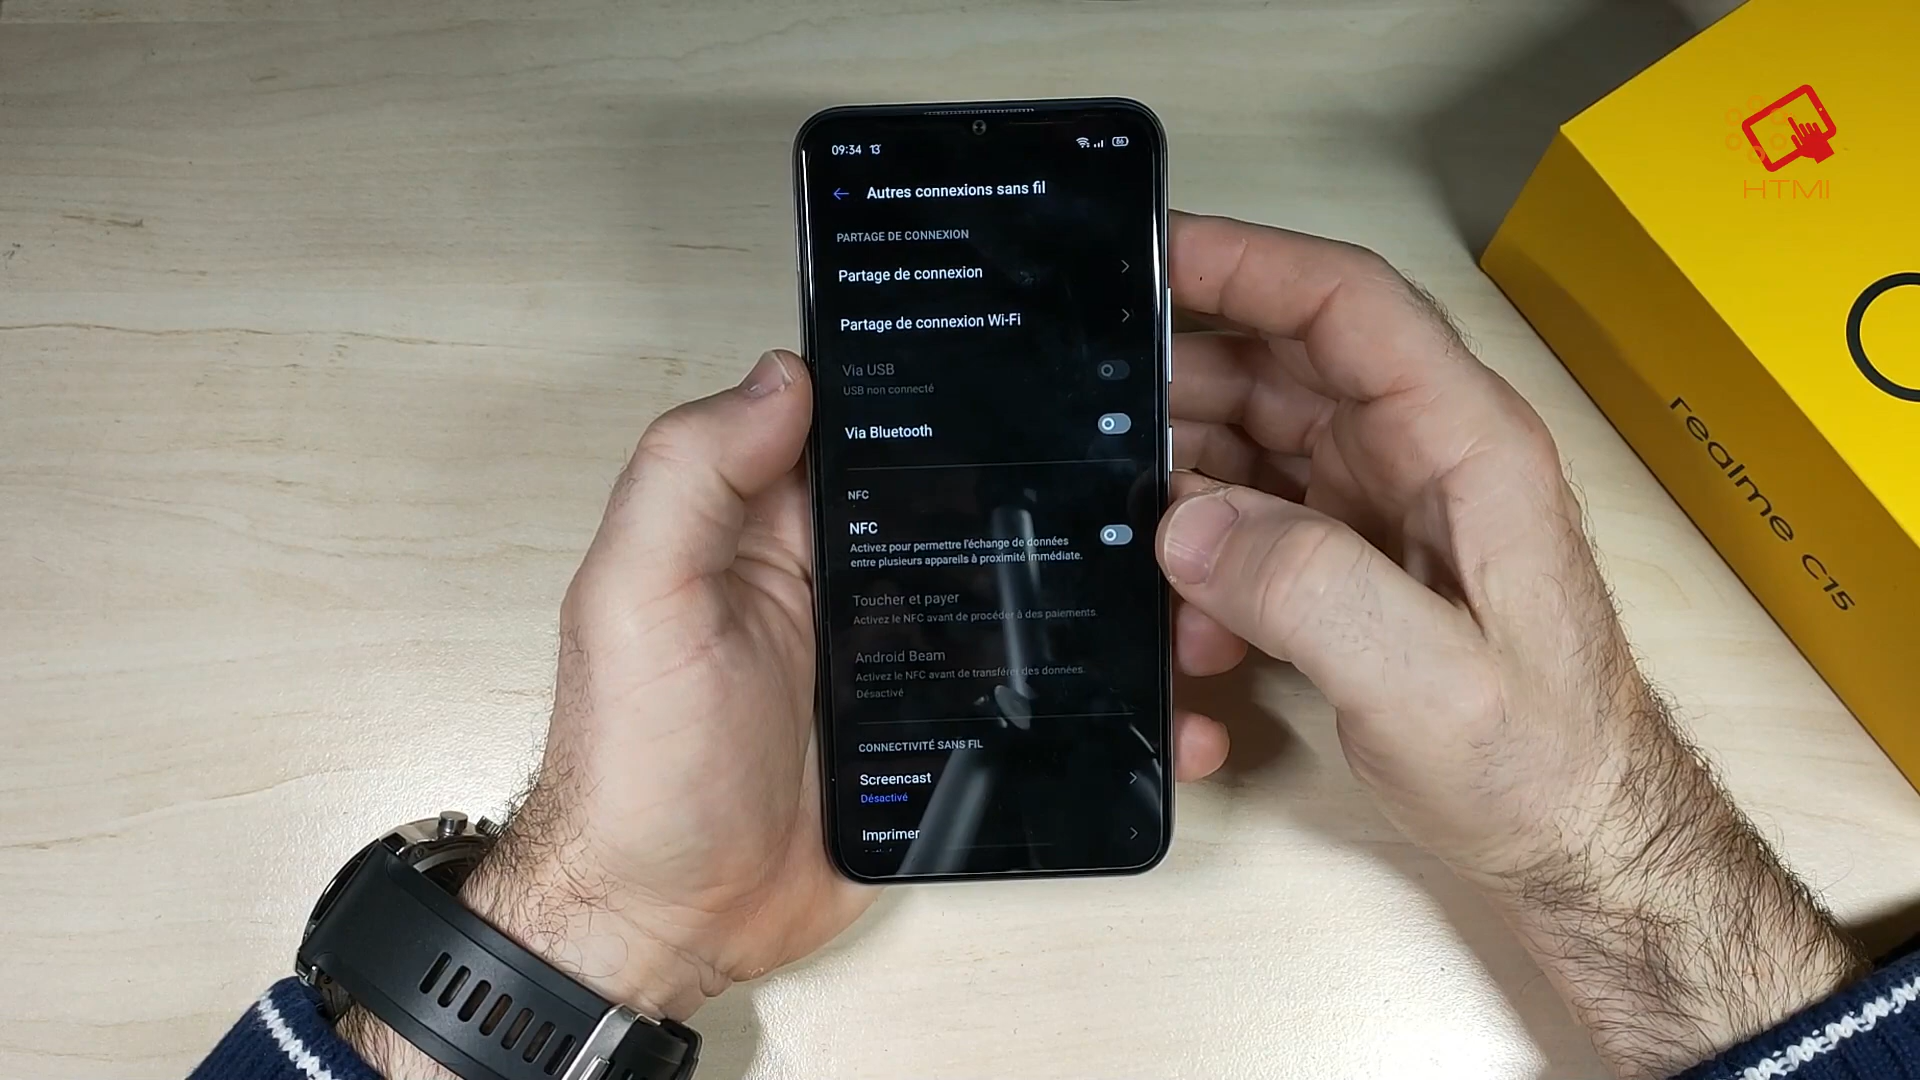 09:34
Autres connexions sans fil
PARTAGE DE CONNEXION
Partage de connexion
Partage de connexion Wi-Fi
Via USB
USB non connecté
Via Bluetooth
NFC
NFC
Activez pour permettre l'échange de données
entre plusieurs appareils à proximité immédiate.
Toucher et payer
Activez le NFC avant de procéder à des paiements.
Android Beam
Activez le NFC avant de transférer des données.
Désactivé
CONNECTIVITÉ SANS FIL
Screencast
Désactivé
Imprimer
HTMI
realme C15